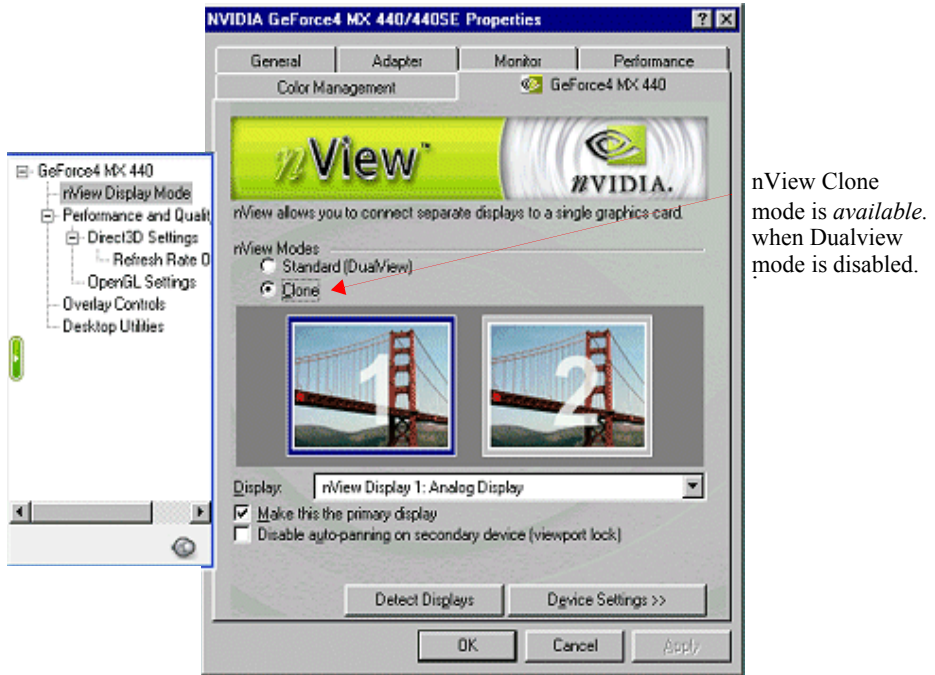 NVIDIA GeForce4 MX 440/440SE Properties
General
Adapter
Monitor
Performance
Color Management
GeForce4 MX 440
nView™
NVIDIA.
nView allows you to connect separate displays to a single graphics card.
nView Modes
Standard (DualView)
Clone
1
2
Display:
nView Display 1: Analog Display
Make this the primary display
Disable auto-panning on secondary device (viewport lock)
Detect Displays
Device Settings >>
OK
Cancel
Apply
GeForce4 MX 440
nView Display Mode
Performance and Qualit
Direct3D Settings
Refresh Rate O
OpenGL Settings
Overlay Controls
Desktop Utilities
nView Clone
mode is available.
when Dualview
mode is disabled.